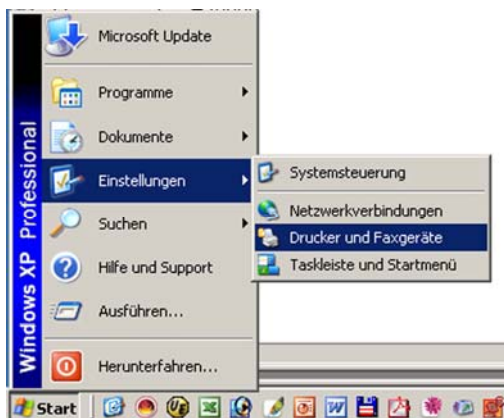 Microsoft Update
Programme
Dokumente
Einstellungen
Suchen
Hilfe und Support
Ausführen...
Herunterfahren...
Windows XP Professional
Systemsteuerung
Netzwerkverbindungen
Drucker und Faxgeräte
Taskleiste und Startmenü
Start